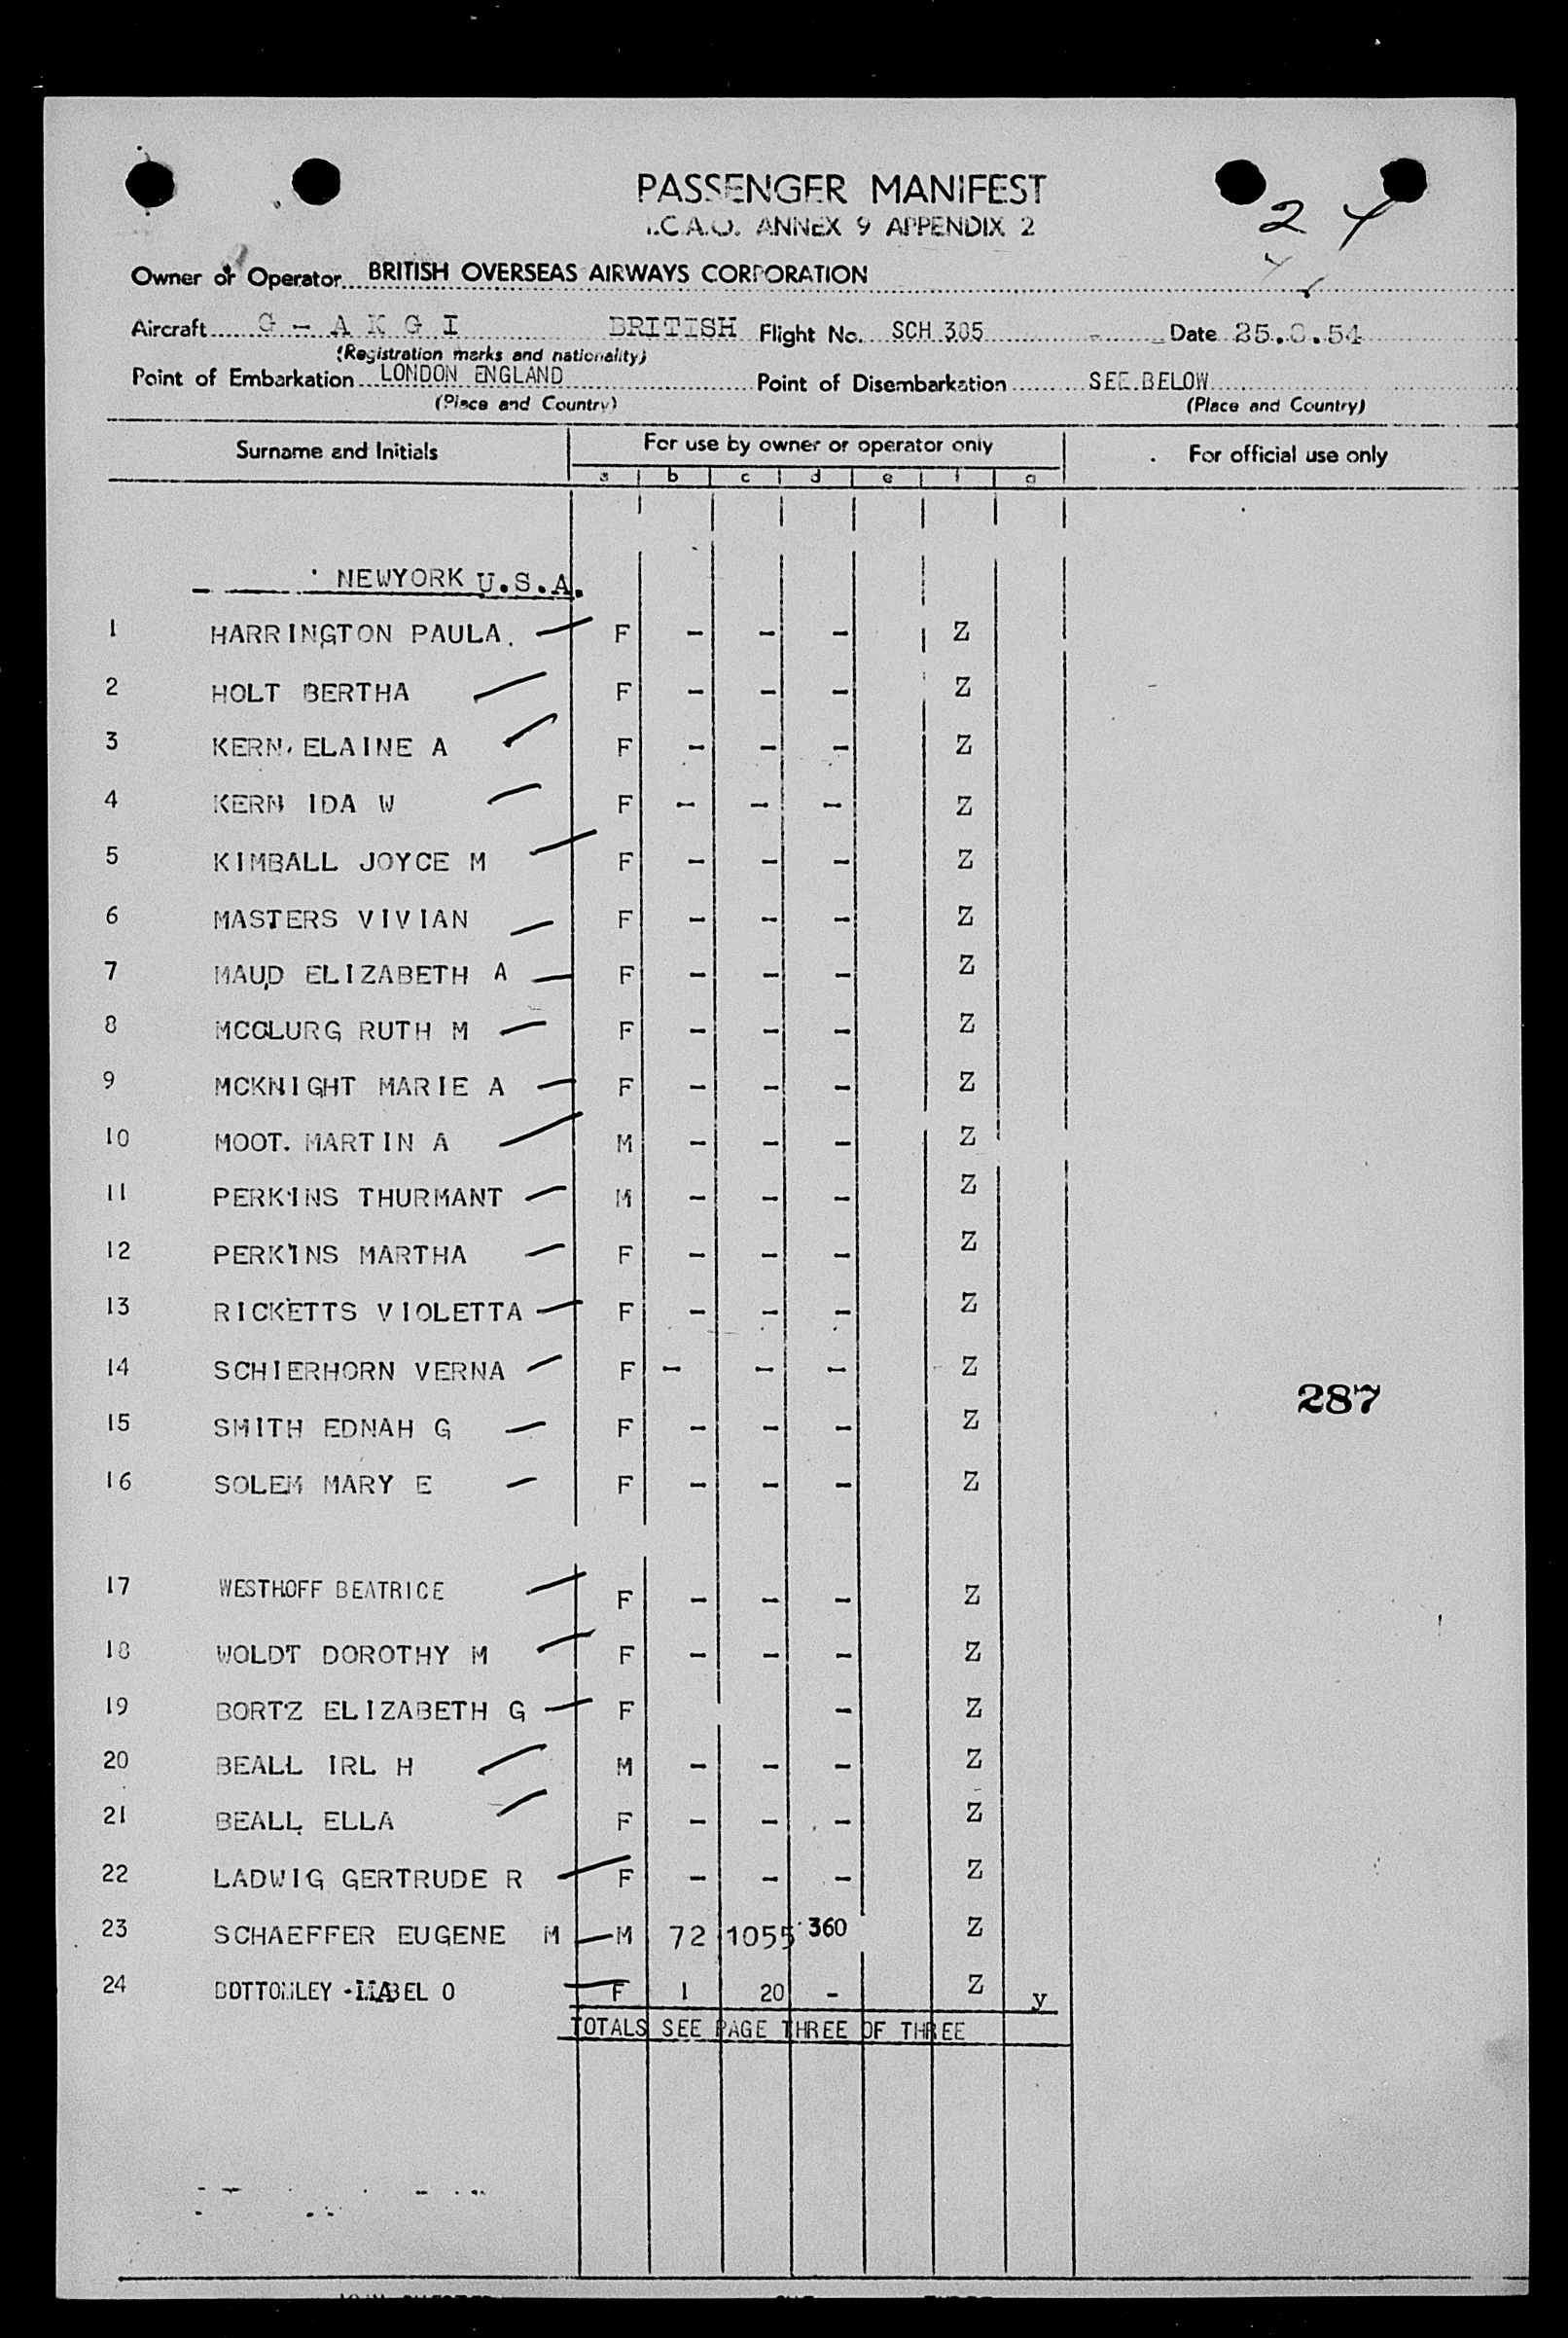 PASSENGER MANIFEST
I.C.A.O. ANNEX 9 APPENDIX 2
2 4
Owner or Operator BRITISH OVERSEAS AIRWAYS CORPORATION
Aircraft G - A K G I BRITISH Flight No. SCH 385 Date 25.8.54
(Registration marks and nationality)
Point of Embarkation LONDON ENGLAND Point of Disembarkation SEE BELOW
(Place and Country) (Place and Country)
Surname and Initials For use by owner or operator only For official use only
a b c d e f g
NEWYORK U.S.A.
1 HARRINGTON PAULA. F - - - Z
2 HOLT BERTHA F - - - Z
3 KERN. ELAINE A F - - - Z
4 KERN IDA W F - - - Z
5 KIMBALL JOYCE M F - - - Z
6 MASTERS VIVIAN F - - - Z
7 MAUD ELIZABETH A F - - - Z
8 MCCLURG RUTH M F - - - Z
9 MCKNIGHT MARIE A F - - - Z
10 MOOT. MARTIN A M - - - Z
11 PERKINS THURMANT M - - - Z
12 PERKINS MARTHA F - - - Z
13 RICKETTS VIOLETTA F - - - Z
14 SCHIERHORN VERNA F - - - Z
287
15 SMITH EDNAH G F - - - Z
16 SOLEM MARY E F - - - Z
17 WESTHOFF BEATRICE F - - - Z
18 WOLDT DOROTHY M F - - - Z
19 BORTZ ELIZABETH G F - Z
20 BEALL IRL H M - - - Z
21 BEALL ELLA F - - - Z
22 LADWIG GERTRUDE R F - - - Z
23 SCHAEFFER EUGENE M M 72 1055 360 Z
24 BOTTOMLEY MABEL O F 1 20 - Z y
TOTALS SEE PAGE THREE OF THREE